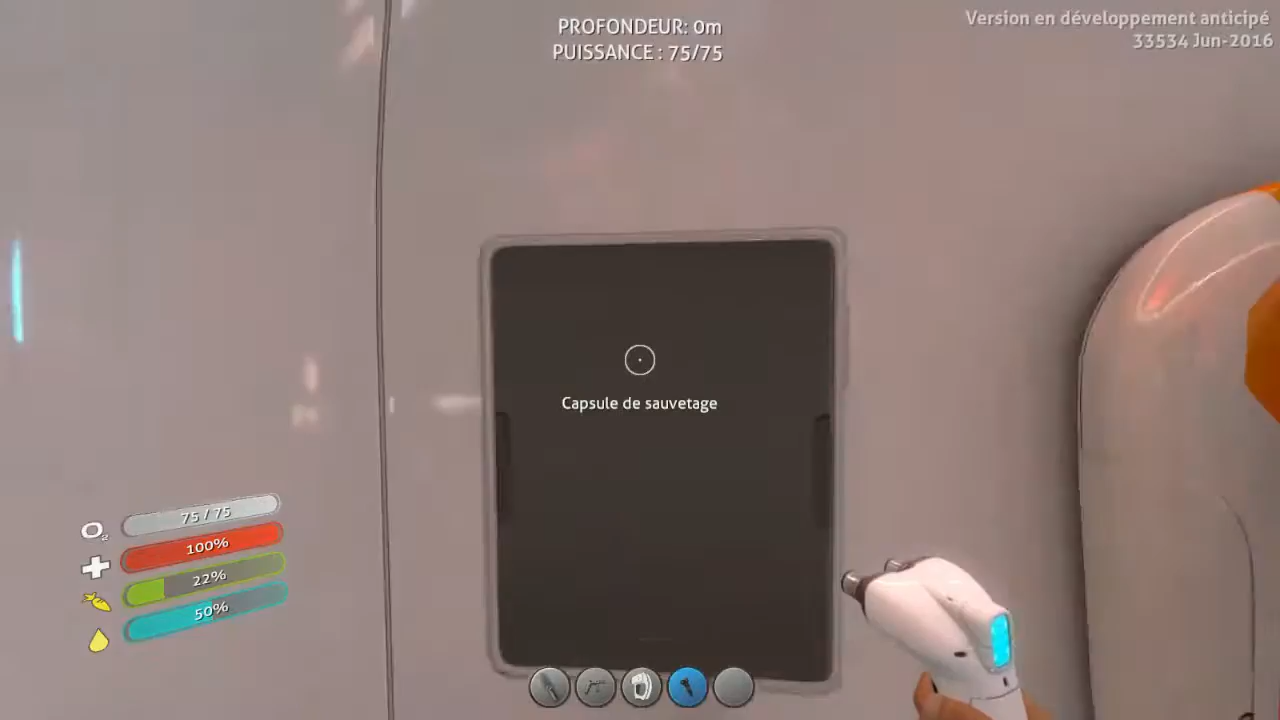 PROFONDEUR: 0m
PUISSANCE : 75/75
Version en développement anticipé
33534 Jun-2016
Capsule de sauvetage
O₂
75 / 75
100%
22%
50%